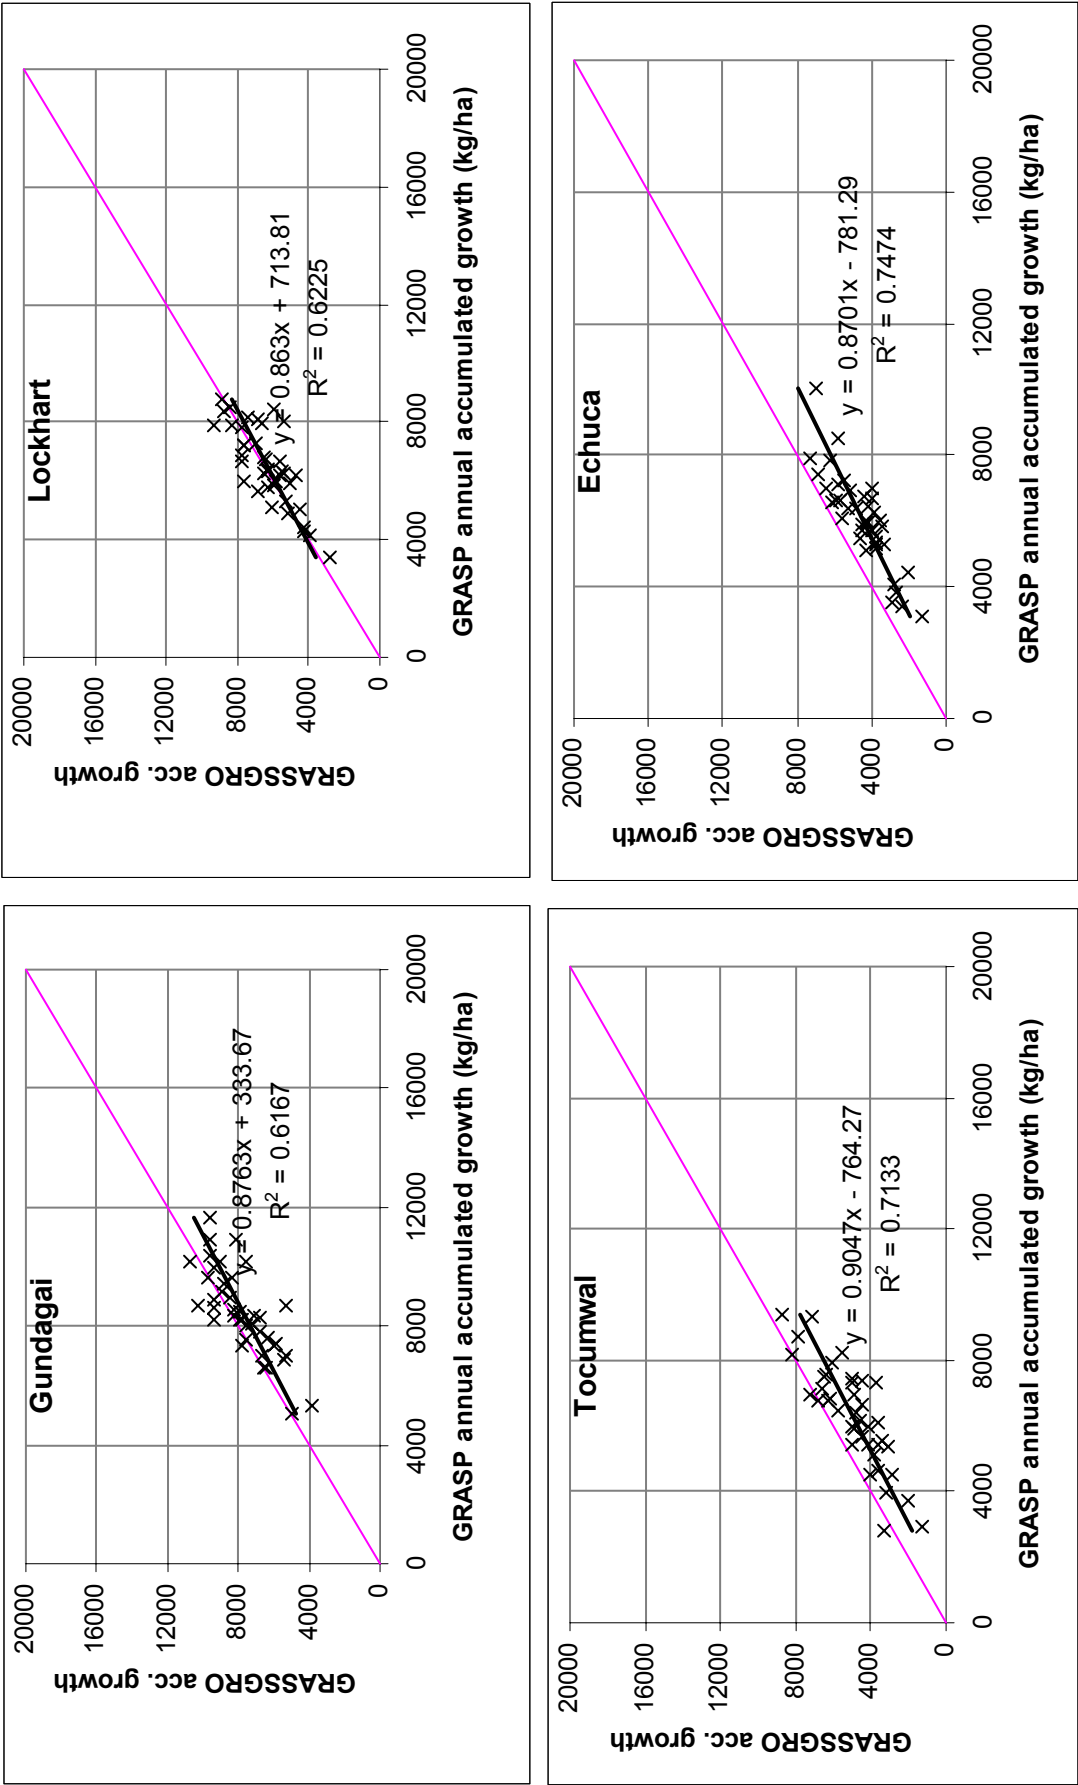 Gundagai
y = 0.8763x + 333.67
R² = 0.6167
20000
16000
12000
8000
4000
0
0
4000
8000
12000
16000
20000
GRASP annual accumulated growth (kg/ha)
GRASSGRO acc. growth
Lockhart
y = 0.863x + 713.81
R² = 0.6225
20000
16000
12000
8000
4000
0
0
4000
8000
12000
16000
20000
GRASP annual accumulated growth (kg/ha)
GRASSGRO acc. growth
Tocumwal
y = 0.9047x - 764.27
R² = 0.7133
20000
16000
12000
8000
4000
0
0
4000
8000
12000
16000
20000
GRASP annual accumulated growth (kg/ha)
GRASSGRO acc. growth
Echuca
y = 0.8701x - 781.29
R² = 0.7474
20000
16000
12000
8000
4000
0
0
4000
8000
12000
16000
20000
GRASP annual accumulated growth (kg/ha)
GRASSGRO acc. growth